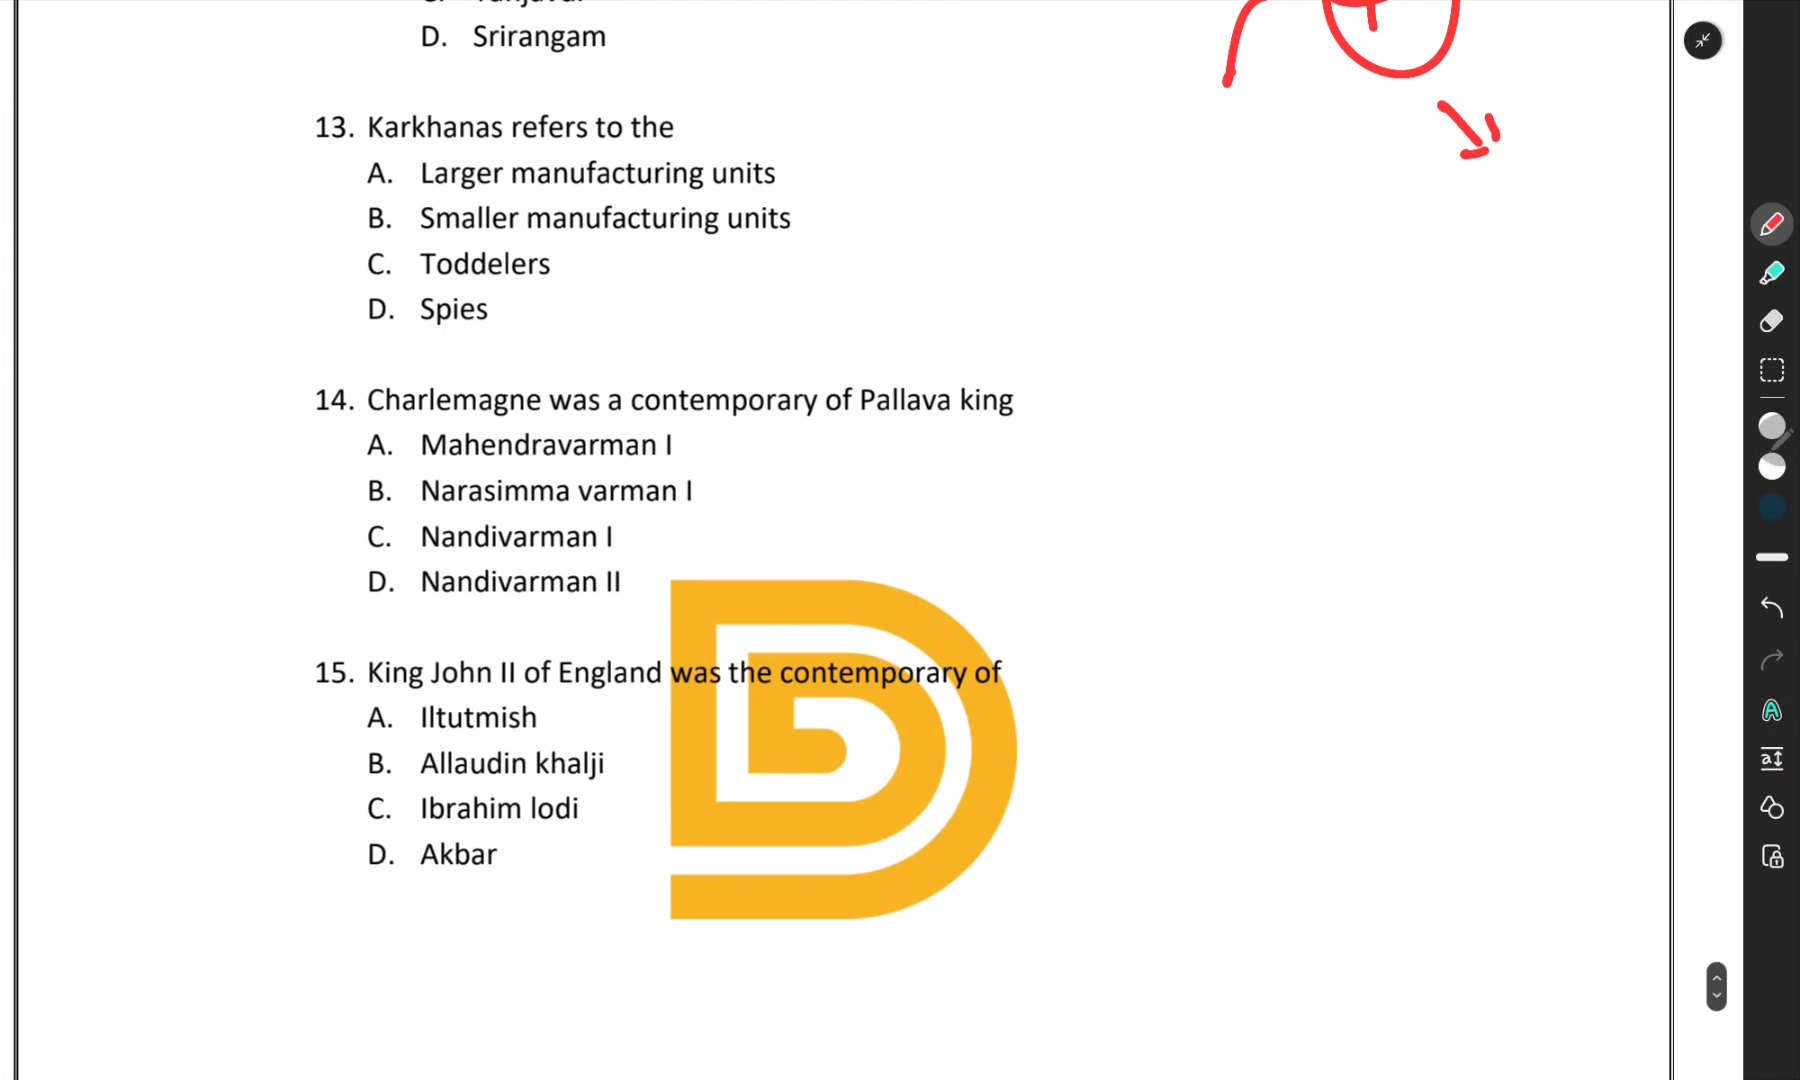 D. Srirangam
13. Karkhanas refers to the
A. Larger manufacturing units
B. Smaller manufacturing units
C. Toddelers
D. Spies
14. Charlemagne was a contemporary of Pallava king
A. Mahendravarman I
B. Narasimma varman I
C. Nandivarman I
D. Nandivarman II
15. King John II of England was the contemporary of
A. Iltutmish
B. Allaudin khalji
C. Ibrahim lodi
D. Akbar